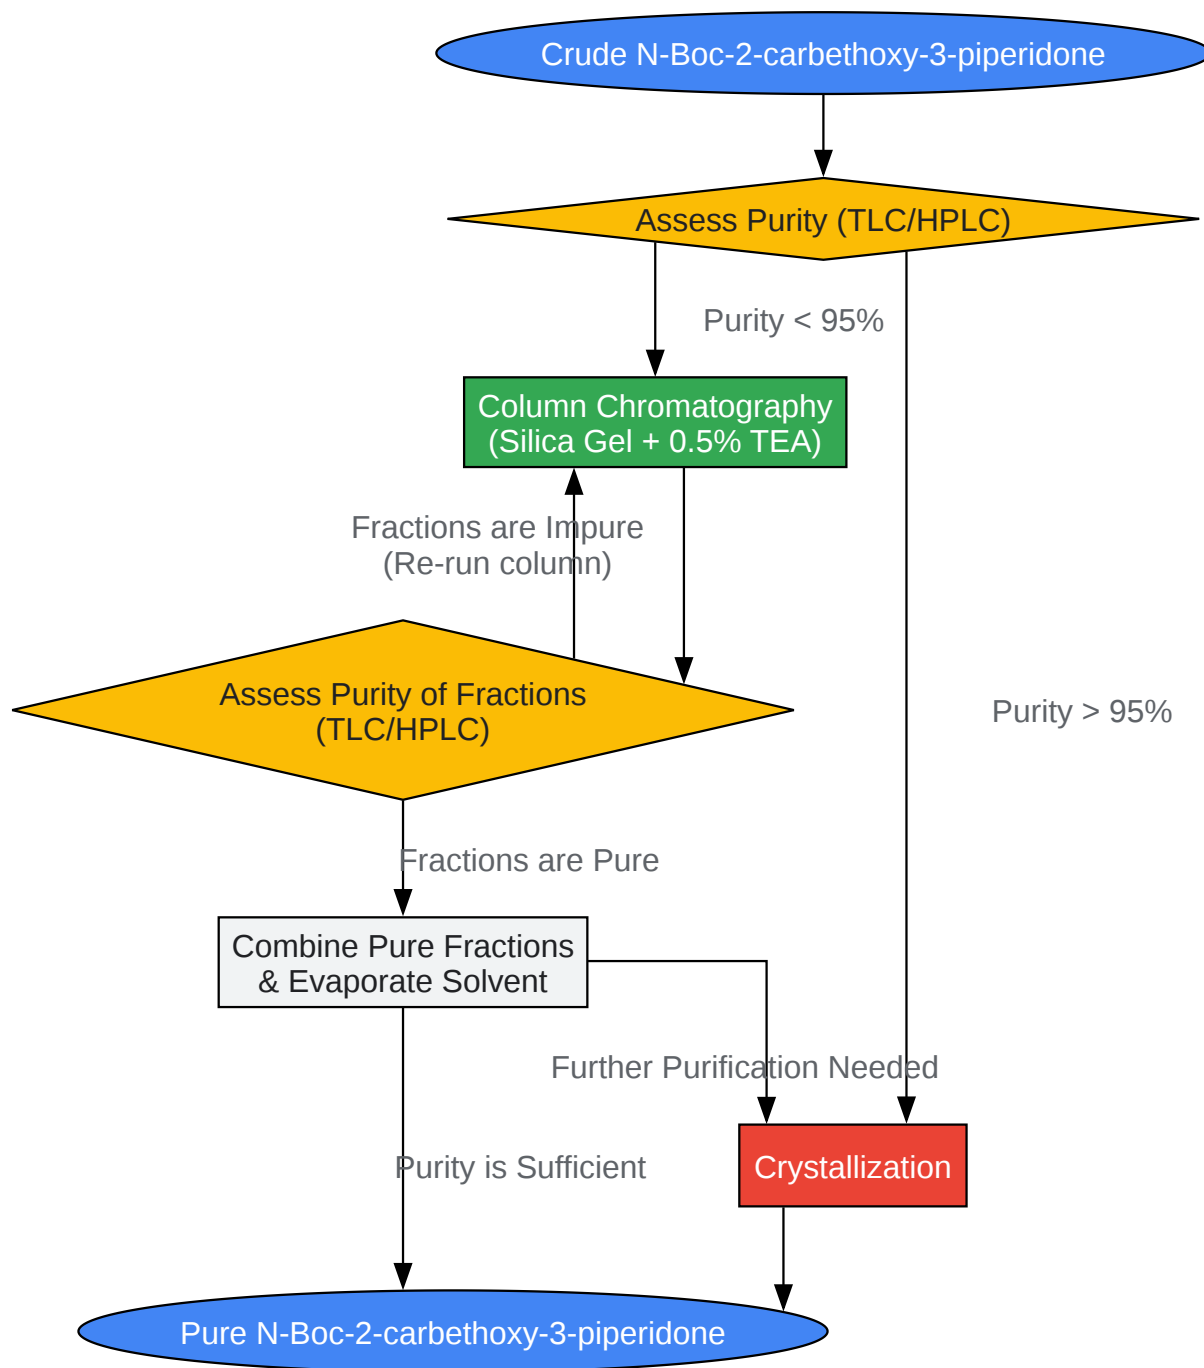 Crude N-Boc-2-carbethoxy-3-piperidone
Assess Purity (TLC/HPLC)
Purity < 95%
Column Chromatography
(Silica Gel + 0.5% TEA)
Fractions are Impure
(Re-run column)
Assess Purity of Fractions
(TLC/HPLC)
Purity > 95%
Fractions are Pure
Combine Pure Fractions
& Evaporate Solvent
Further Purification Needed
Purity is Sufficient
Crystallization
Pure N-Boc-2-carbethoxy-3-piperidone